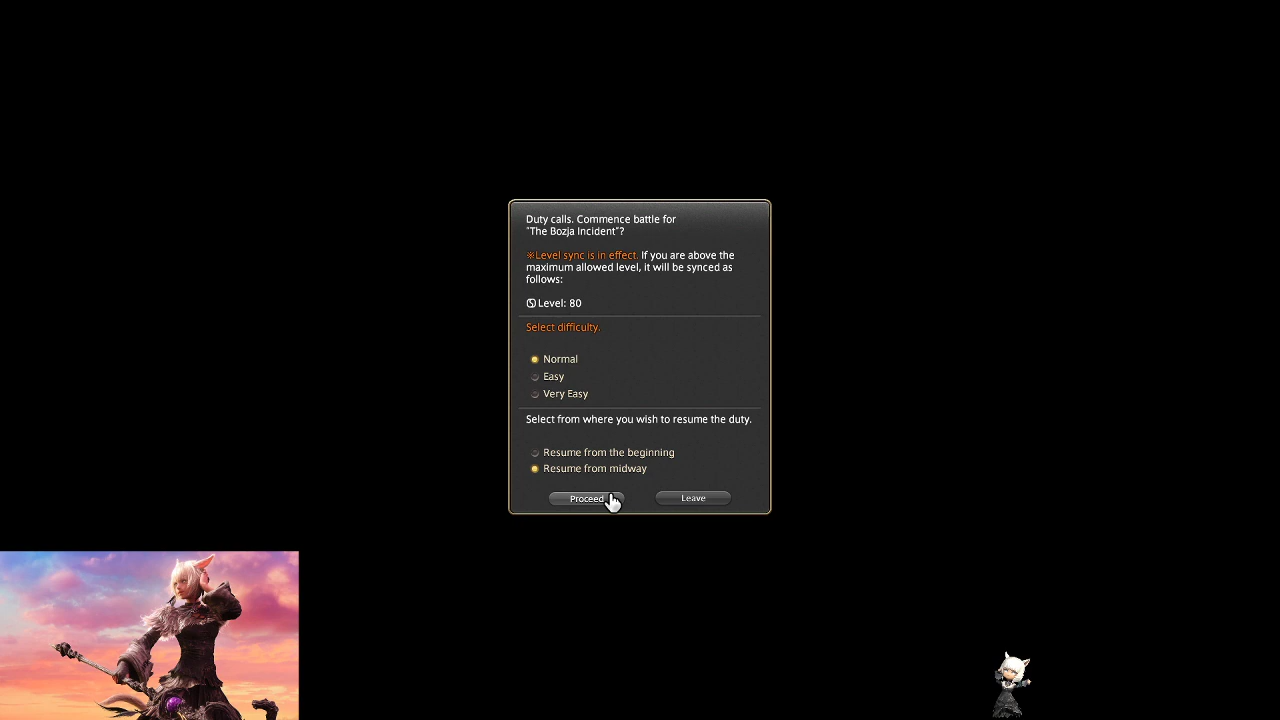 Duty calls. Commence battle for
"The Bozja Incident"?
※Level sync is in effect. If you are above the
maximum allowed level, it will be synced as
follows:
Level: 80
Select difficulty.
Normal
Easy
Very Easy
Select from where you wish to resume the duty.
Resume from the beginning
Resume from midway
Proceed
Leave